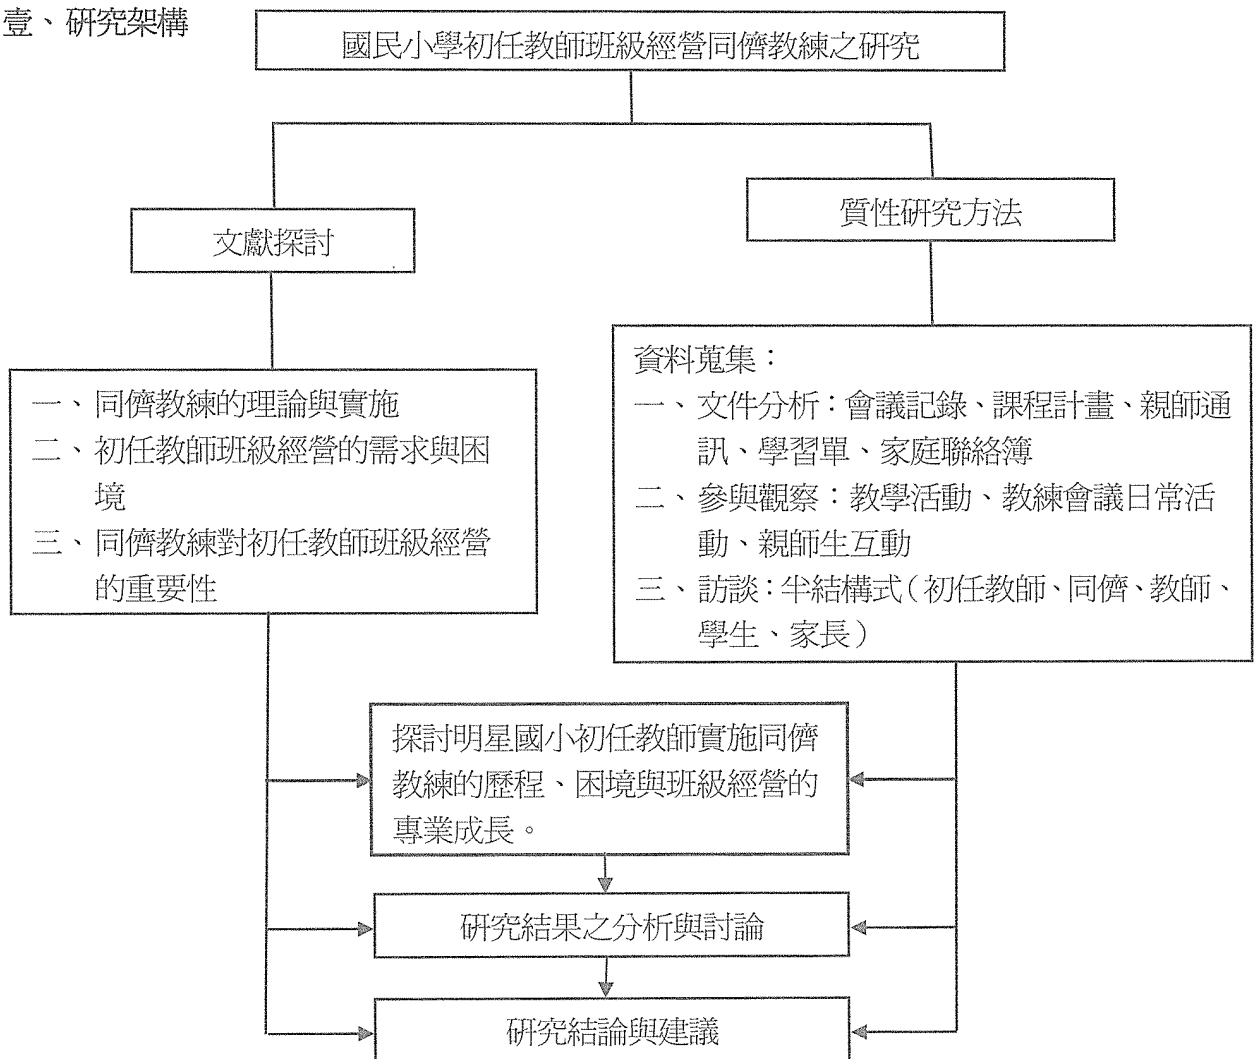 壹、研究架構
國民小學初任教師班級經營同儕教練之研究
文獻探討
質性研究方法
一、同儕教練的理論與實施
二、初任教師班級經營的需求與困
境
三、同儕教練對初任教師班級經營
的重要性
資料蒐集：
一、文件分析：會議記錄、課程計畫、親師通
訊、學習單、家庭聯絡簿
二、參與觀察：教學活動、教練會議日常活
動、親師生互動
三、訪談：半結構式（初任教師、同儕、教師、
學生、家長）
探討明星國小初任教師實施同儕
教練的歷程、困境與班級經營的
專業成長。
研究結果之分析與討論
研究結論與建議